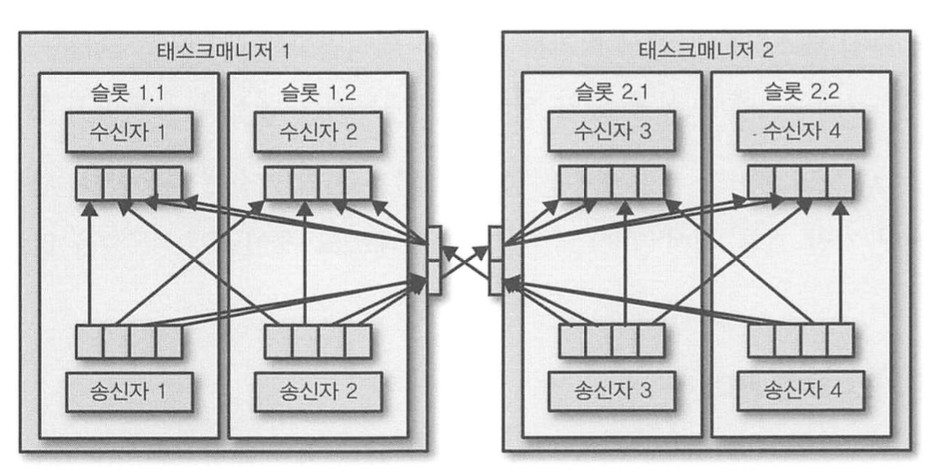 태스크매니저 1
태스크매니저 2
슬롯 1.1
슬롯 1.2
슬롯 2.1
슬롯 2.2
수신자 1
수신자 2
수신자 3
수신자 4
송신자 1
송신자 2
송신자 3
송신자 4